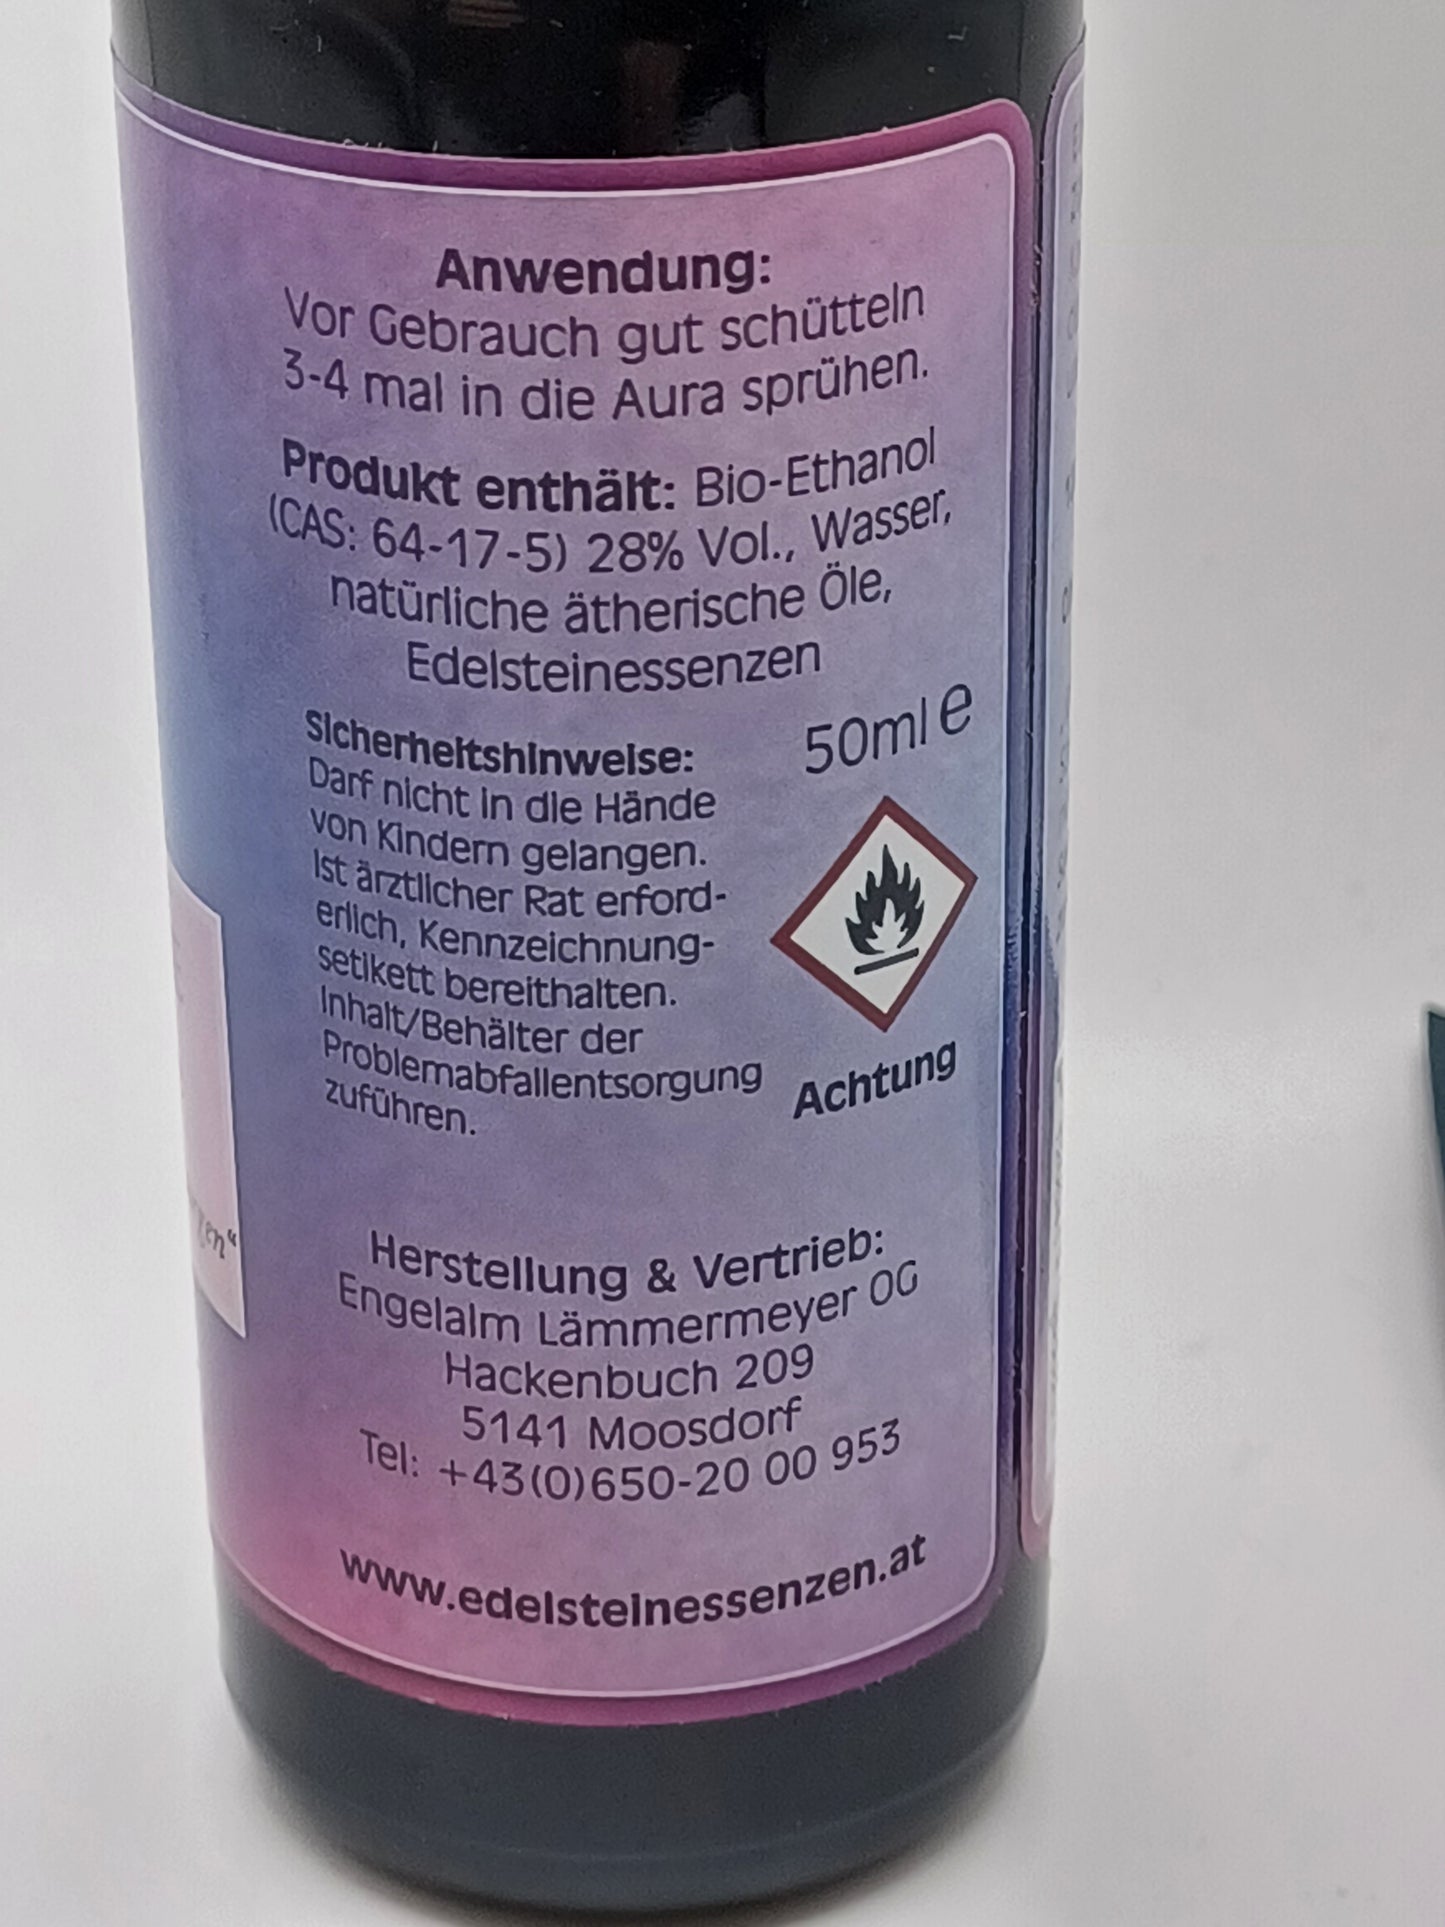 Anwendung:
Vor Gebrauch gut schütteln
3-4 mal in die Aura sprühen.
Produkt enthält: Bio-Ethanol
(CAS: 64-17-5) 28% Vol., Wasser,
natürliche ätherische Öle,
Edelsteinessenzen
50ml e
Sicherheitshinweise:
Darf nicht in die Hände
von Kindern gelangen.
Ist ärztlicher Rat erford-
erlich, Kennzeichnung-
setikett bereithalten.
Inhalt/Behälter der
Problemabfallentsorgung
zuführen.
Achtung
Herstellung & Vertrieb:
Engelalm Lämmermeyer OG
Hackenbuch 209
5141 Moosdorf
Tel: +43(0)650-20 00 953
www.edelsteinessenzen.at